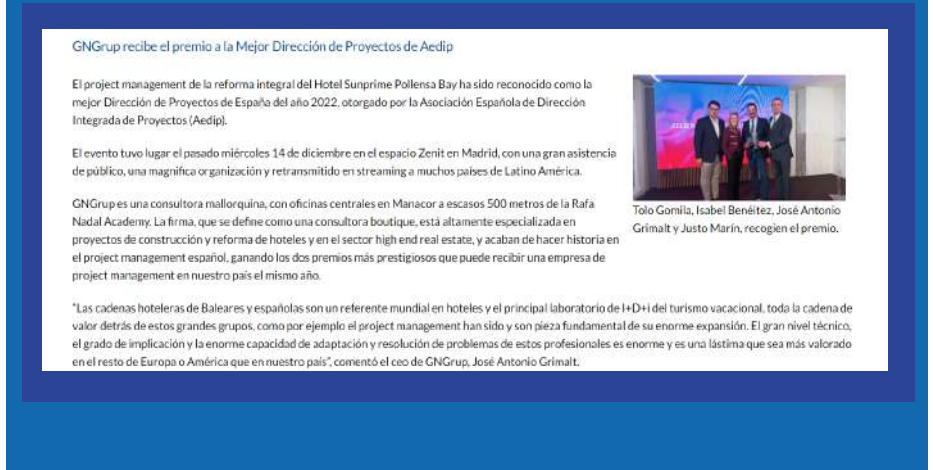 GNGrup recibe el premio a la Mejor Dirección de Proyectos de Aedip
El project management de la reforma integral del Hotel Sunprime Pollensa Bay ha sido reconocido como la
mejor Dirección de Proyectos de España del año 2022, otorgado por la Asociación Española de Dirección
Integrada de Proyectos (Aedip).
El evento tuvo lugar el pasado miércoles 14 de diciembre en el espacio Zenit en Madrid, con una gran asistencia
de público, una magnifica organización y retransmitido en streaming a muchos países de Latino América.
GNGrup es una consultora mallorquina, con oficinas centrales en Manacor a escasos 500 metros de la Rafa
Nadal Academy. La firma, que se define como una consultora boutique, está altamente especializada en
proyectos de construcción y reforma de hoteles y en el sector high end real estate, y acaban de hacer historia en
el project management español, ganando los dos premios más prestigiosos que puede recibir una empresa de
project management en nuestro país el mismo año.
Tolo Gomila, Isabel Benéitez, José Antonio
Grimalt y Justo Marín, recogien el premio.
"Las cadenas hoteleras de Baleares y españolas son un referente mundial en hoteles y el principal laboratorio de I+D+i del turismo vacacional, toda la cadena de
valor detrás de estos grandes grupos, como por ejemplo el project management han sido y son pieza fundamental de su enorme expansión. El gran nivel técnico,
el grado de implicación y la enorme capacidad de adaptación y resolución de problemas de estos profesionales es enorme y es una lástima que sea más valorado
en el resto de Europa o América que en nuestro país", comentó el ceo de GNGrup, José Antonio Grimalt.